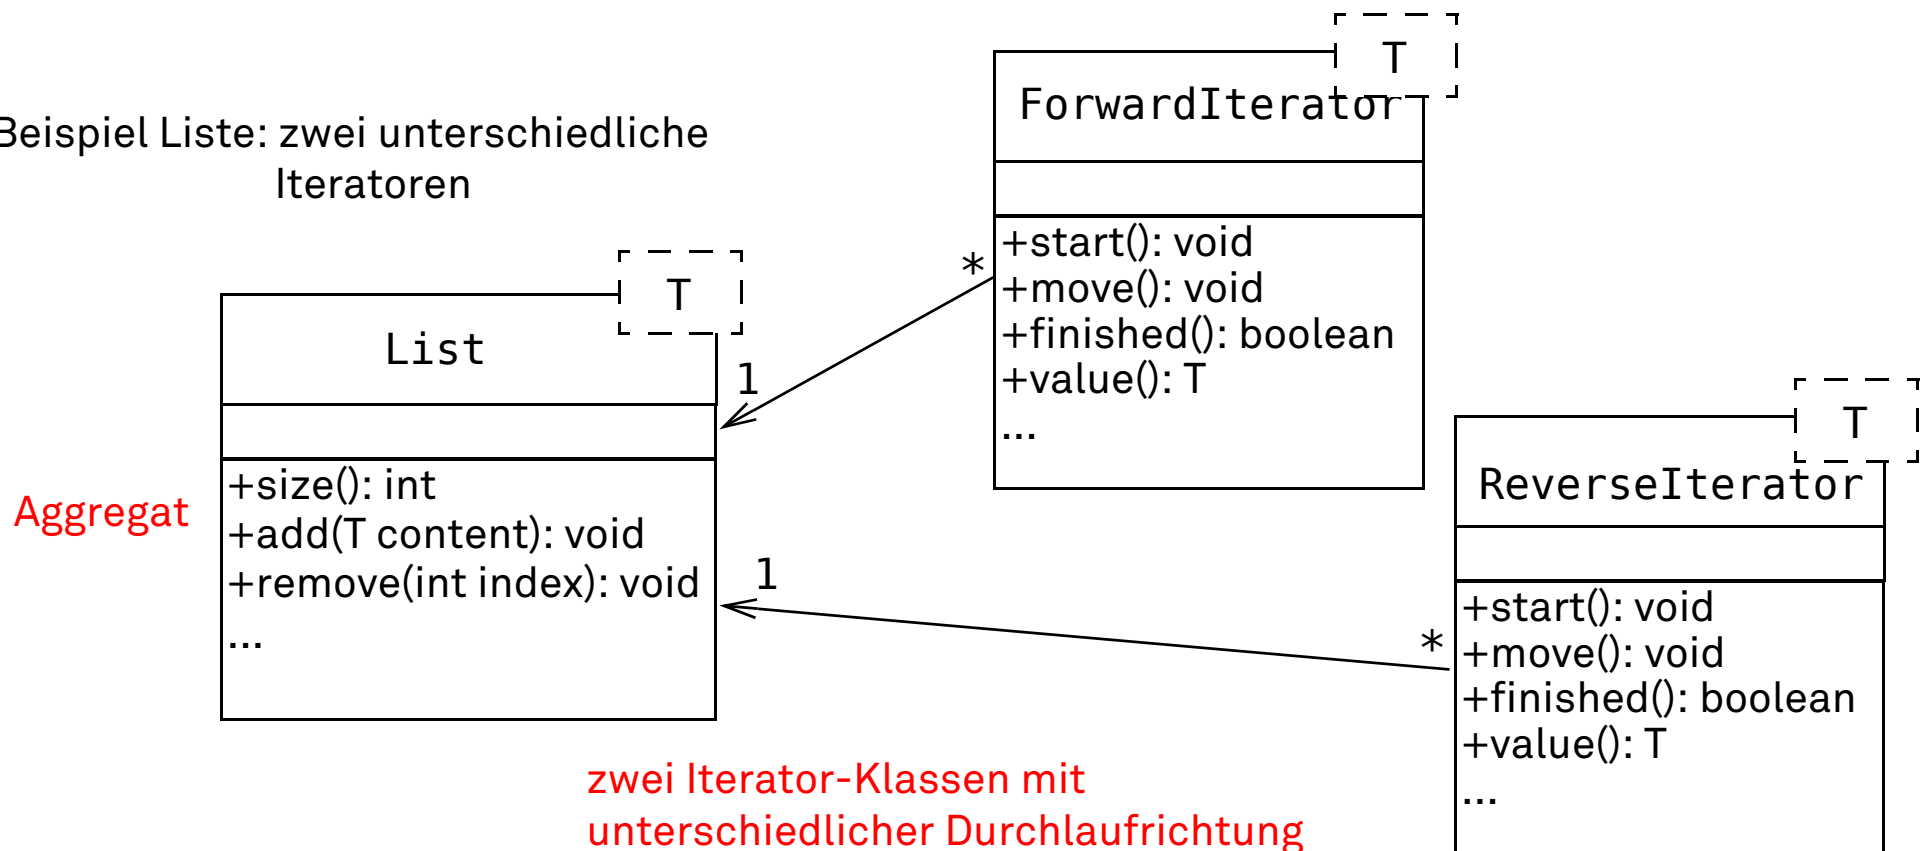 Beispiel Liste: zwei unterschiedliche
Iteratoren
T
ForwardIterator
+start(): void
+move(): void
+finished(): boolean
+value(): T
...
*
1
T
List
+size(): int
+add(T content): void
+remove(int index): void
...
Aggregat
1
*
T
ReverseIterator
+start(): void
+move(): void
+finished(): boolean
+value(): T
...
zwei Iterator-Klassen mit
unterschiedlicher Durchlaufrichtung